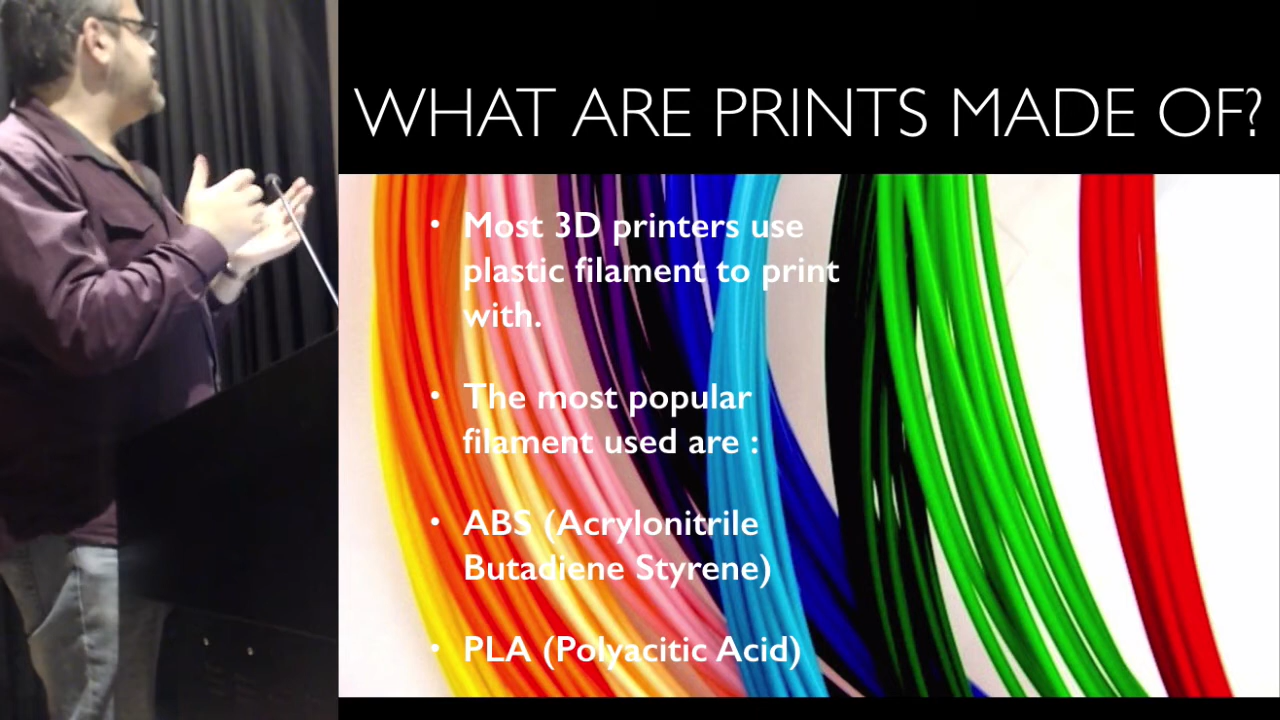 WHAT ARE PRINTS MADE OF?
• Most 3D printers use
plastic filament to print
with.
• The most popular
filament used are :
• ABS (Acrylonitrile
Butadiene Styrene)
• PLA (Polyacitic Acid)